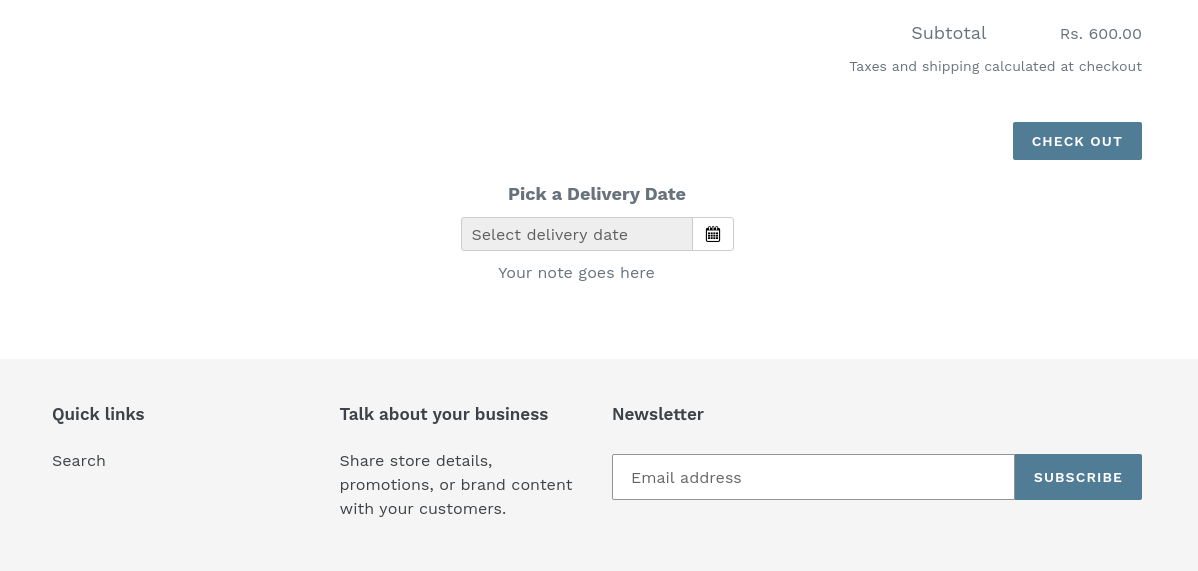 Subtotal Rs. 600.00
Taxes and shipping calculated at checkout
CHECK OUT
Pick a Delivery Date
Select delivery date
Your note goes here
Quick links
Search
Talk about your business
Share store details,
promotions, or brand content
with your customers.
Newsletter
Email address
SUBSCRIBE